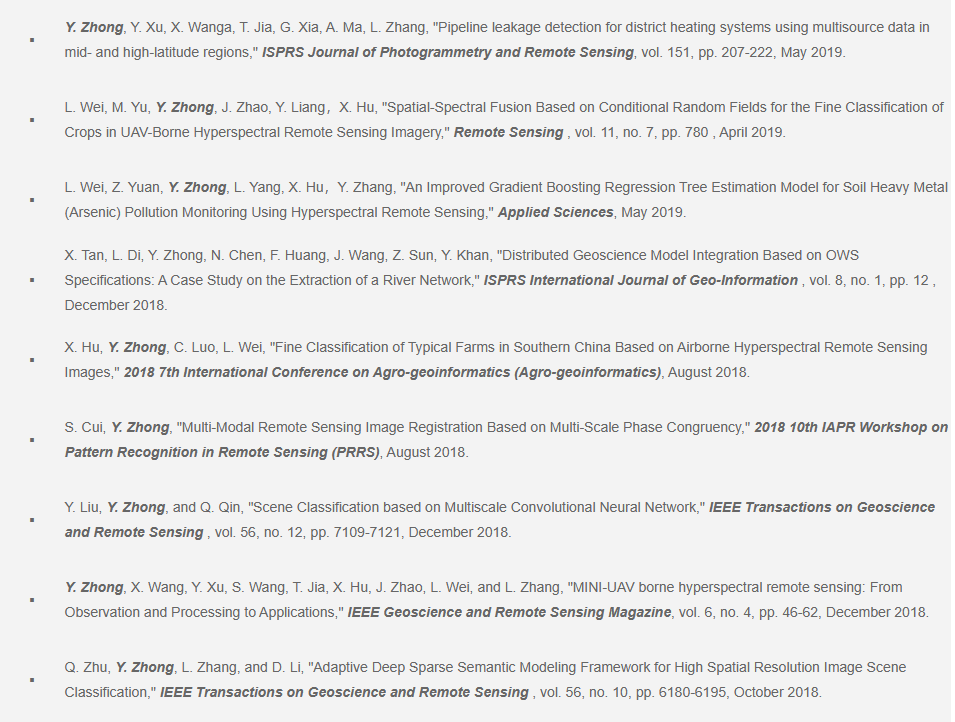 Y. Zhong, Y. Xu, X. Wanga, T. Jia, G. Xia, A. Ma, L. Zhang, "Pipeline leakage detection for district heating systems using multisource data in
mid- and high-latitude regions," ISPRS Journal of Photogrammetry and Remote Sensing, vol. 151, pp. 207-222, May 2019.
L. Wei, M. Yu, Y. Zhong, J. Zhao, Y. Liang，X. Hu, "Spatial-Spectral Fusion Based on Conditional Random Fields for the Fine Classification of
Crops in UAV-Borne Hyperspectral Remote Sensing Imagery," Remote Sensing , vol. 11, no. 7, pp. 780 , April 2019.
L. Wei, Z. Yuan, Y. Zhong, L. Yang, X. Hu，Y. Zhang, "An Improved Gradient Boosting Regression Tree Estimation Model for Soil Heavy Metal
(Arsenic) Pollution Monitoring Using Hyperspectral Remote Sensing," Applied Sciences, May 2019.
X. Tan, L. Di, Y. Zhong, N. Chen, F. Huang, J. Wang, Z. Sun, Y. Khan, "Distributed Geoscience Model Integration Based on OWS
Specifications: A Case Study on the Extraction of a River Network," ISPRS International Journal of Geo-Information , vol. 8, no. 1, pp. 12 ,
December 2018.
X. Hu, Y. Zhong, C. Luo, L. Wei, "Fine Classification of Typical Farms in Southern China Based on Airborne Hyperspectral Remote Sensing
Images," 2018 7th International Conference on Agro-geoinformatics (Agro-geoinformatics), August 2018.
S. Cui, Y. Zhong, "Multi-Modal Remote Sensing Image Registration Based on Multi-Scale Phase Congruency," 2018 10th IAPR Workshop on
Pattern Recognition in Remote Sensing (PRRS), August 2018.
Y. Liu, Y. Zhong, and Q. Qin, "Scene Classification based on Multiscale Convolutional Neural Network," IEEE Transactions on Geoscience
and Remote Sensing , vol. 56, no. 12, pp. 7109-7121, December 2018.
Y. Zhong, X. Wang, Y. Xu, S. Wang, T. Jia, X. Hu, J. Zhao, L. Wei, and L. Zhang, "MINI-UAV borne hyperspectral remote sensing: From
Observation and Processing to Applications," IEEE Geoscience and Remote Sensing Magazine, vol. 6, no. 4, pp. 46-62, December 2018.
Q. Zhu, Y. Zhong, L. Zhang, and D. Li, "Adaptive Deep Sparse Semantic Modeling Framework for High Spatial Resolution Image Scene
Classification," IEEE Transactions on Geoscience and Remote Sensing , vol. 56, no. 10, pp. 6180-6195, October 2018.